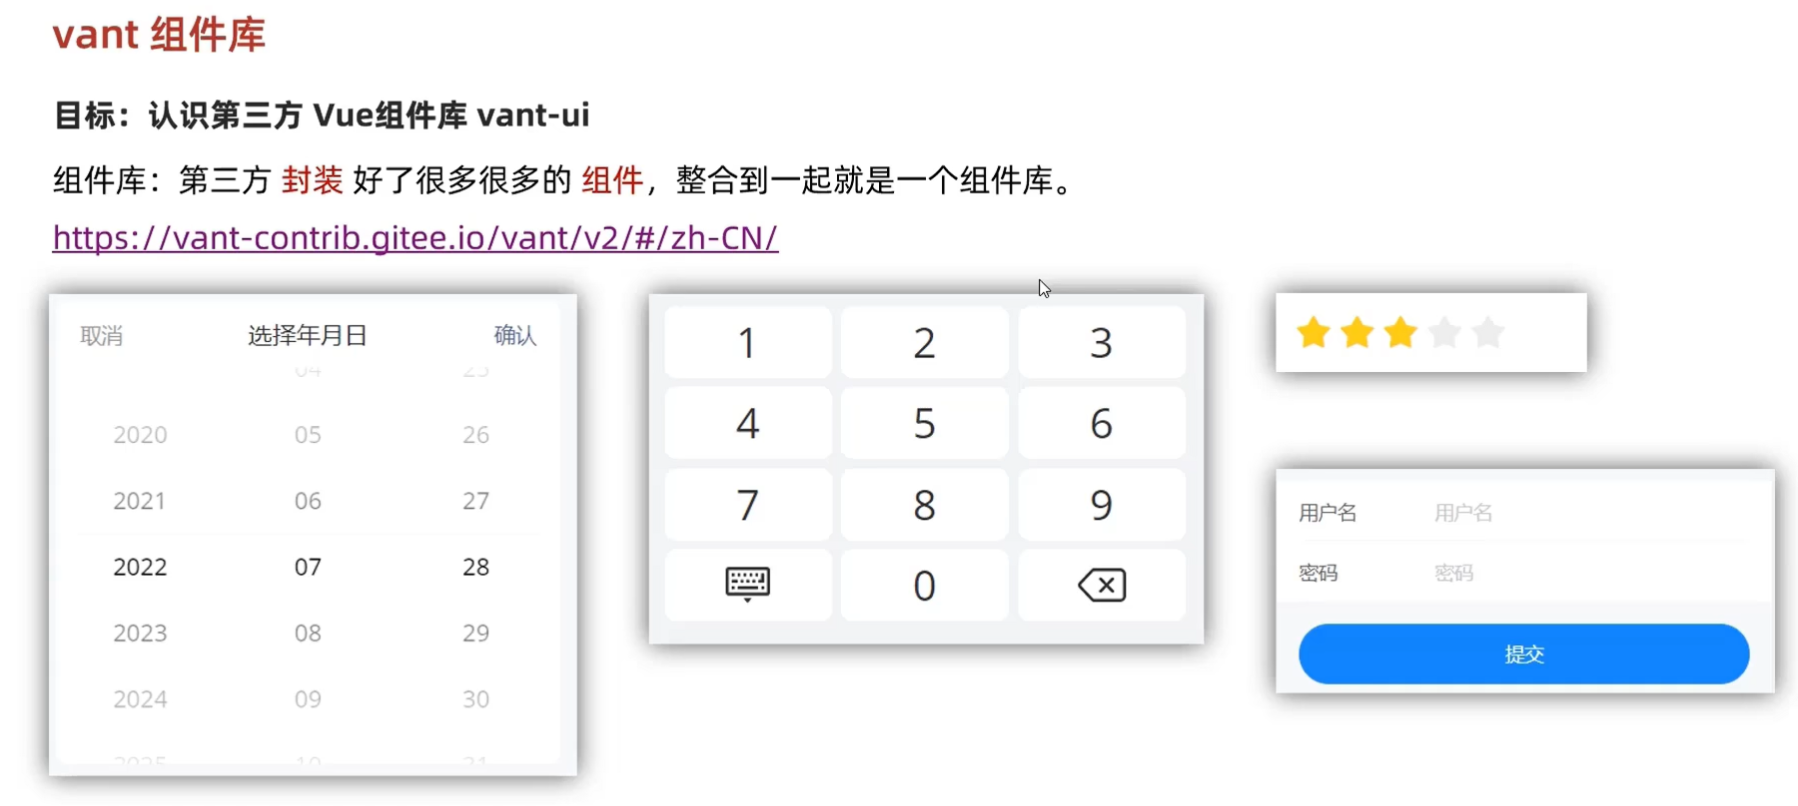 vant 组件库
目标：认识第三方 Vue组件库 vant-ui
组件库：第三方 封装 好了很多很多的 组件，整合到一起就是一个组件库。
https://vant-contrib.gitee.io/vant/v2/#/zh-CN/
取消 选择年月日 确认
04 25
2020 05 26
2021 06 27
2022 07 28
2023 08 29
2024 09 30
2025 10 31
1 2 3
4 5 6
7 8 9
0
用户名 用户名
密码 密码
提交